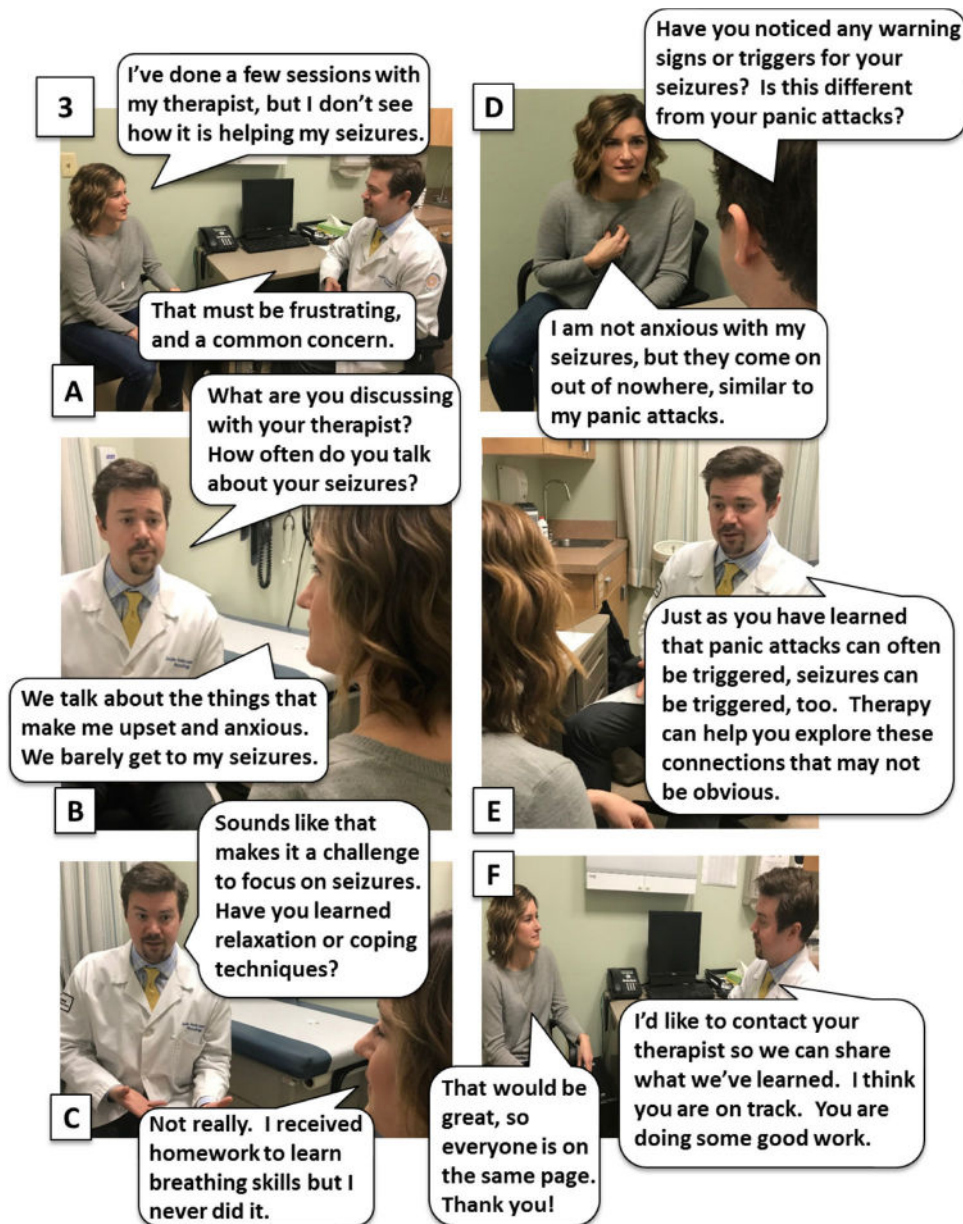 3
I've done a few sessions with
my therapist, but I don't see
how it is helping my seizures.
That must be frustrating,
and a common concern.
A
What are you discussing
with your therapist?
How often do you talk
about your seizures?
We talk about the things that
make me upset and anxious.
We barely get to my seizures.
B
Sounds like that
makes it a challenge
to focus on seizures.
Have you learned
relaxation or coping
techniques?
Not really.  I received
homework to learn
breathing skills but I
never did it.
C
D
Have you noticed any warning
signs or triggers for your
seizures?  Is this different
from your panic attacks?
I am not anxious with my
seizures, but they come on
out of nowhere, similar to
my panic attacks.
Just as you have learned
that panic attacks can often
be triggered, seizures can
be triggered, too.  Therapy
can help you explore these
connections that may not
be obvious.
E
F
I'd like to contact your
therapist so we can share
what we've learned.  I think
you are on track.  You are
doing some good work.
That would be
great, so
everyone is on
the same page.
Thank you!